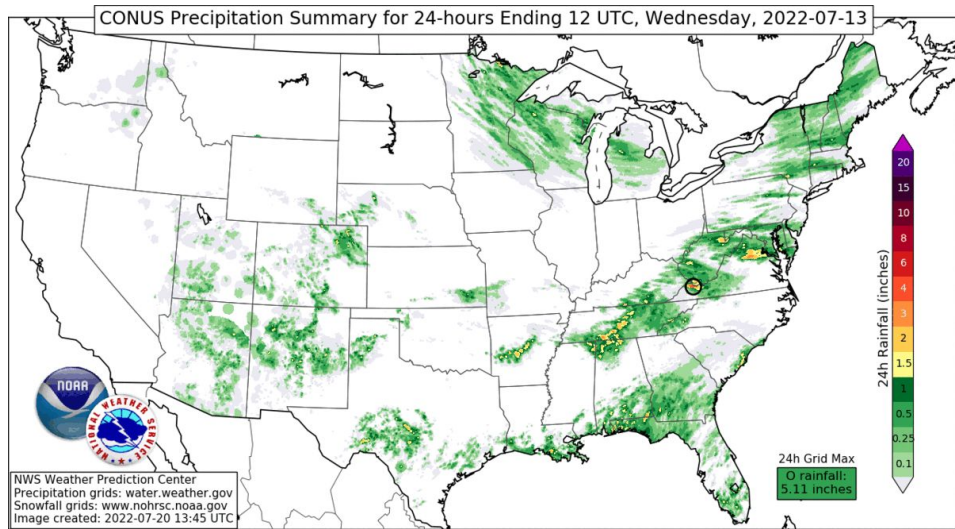 CONUS Precipitation Summary for 24-hours Ending 12 UTC, Wednesday, 2022-07-13
20
15
10
8
6
4
3
2
1.5
1
0.5
0.25
0.1
24h Rainfall (inches)
NOAA
NATIONAL WEATHER SERVICE
24h Grid Max
O rainfall:
5.11 inches
NWS Weather Prediction Center
Precipitation grids: water.weather.gov
Snowfall grids: www.nohrsc.noaa.gov
Image created: 2022-07-20 13:45 UTC